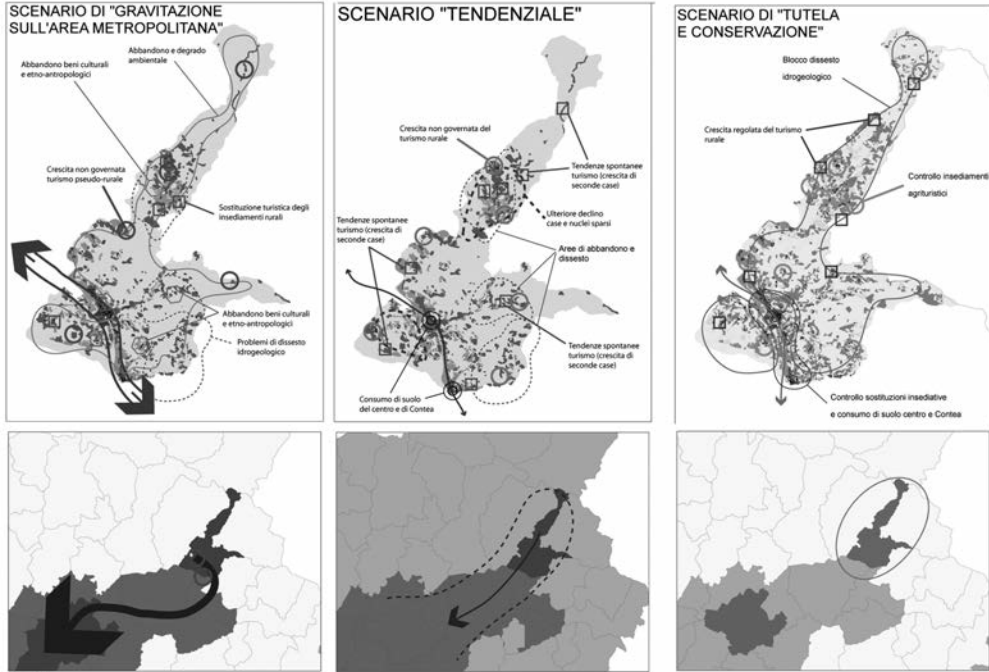 SCENARIO DI "GRAVITAZIONE
SULL'AREA METROPOLITANA"
Abbandono e degrado
ambientale
Abbandono beni culturali
e etno-antropologici
Crescita non governata
turismo pseudo-rurale
Sostituzione turistica degli
insediamenti rurali
Abbandono beni culturali
e etno-antropologici
Problemi di dissesto
idrogeologico
SCENARIO "TENDENZIALE"
Crescita non governata del
turismo rurale
Tendenze spontanee
turismo (crescita di
seconde case)
Ulteriore declino
case e nuclei sparsi
Tendenze spontanee
turismo (crescita di
seconde case)
Aree di abbandono e
dissesto
Tendenze spontanee
turismo (crescita di
seconde case)
Consumo di suolo
del centro e di Contea
SCENARIO DI "TUTELA
E CONSERVAZIONE"
Blocco dissesto
idrogeologico
Crescita regolata del turismo
rurale
Controllo insediamenti
agrituristici
Controllo sostituzioni insediative
e consumo di suolo centro e Contea